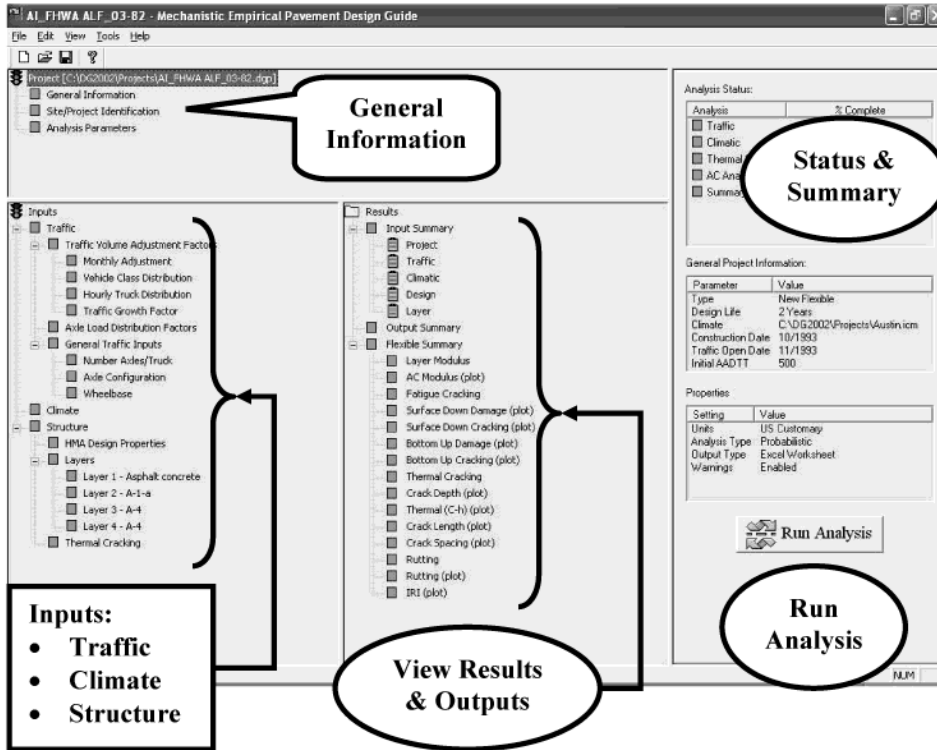 AI_FHWA ALF_03-82 - Mechanistic Empirical Pavement Design Guide
File Edit View Tools Help
Project [C:\DG2002\Projects\AI_FHWA ALF_03-82.dgp]
General Information
Site/Project Identification
Analysis Parameters
General
Information
Analysis Status:
Analysis % Complete
Traffic
Climatic
Thermal
AC Ana
Summary
Status &
Summary
Inputs
Traffic
Traffic Volume Adjustment Factors
Monthly Adjustment
Vehicle Class Distribution
Hourly Truck Distribution
Traffic Growth Factor
Axle Load Distribution Factors
General Traffic Inputs
Number Axles/Truck
Axle Configuration
Wheelbase
Climate
Structure
HMA Design Properties
Layers
Layer 1 - Asphalt concrete
Layer 2 - A-1-a
Layer 3 - A-4
Layer 4 - A-4
Thermal Cracking
Results
Input Summary
Project
Traffic
Climatic
Design
Layer
Output Summary
Flexible Summary
Layer Modulus
AC Modulus (plot)
Fatigue Cracking
Surface Down Damage (plot)
Surface Down Cracking (plot)
Bottom Up Damage (plot)
Bottom Up Cracking (plot)
Thermal Cracking
Crack Depth (plot)
Thermal (C-h) (plot)
Crack Length (plot)
Crack Spacing (plot)
Rutting
Rutting (plot)
IRI (plot)
General Project Information:
Parameter Value
Type New Flexible
Design Life 2 Years
Climate C:\DG2002\Projects\Austin.icm
Construction Date 10/1993
Traffic Open Date 11/1993
Initial AADTT 500
Properties
Setting Value
Units US Customary
Analysis Type Probabilistic
Output Type Excel Worksheet
Warnings Enabled
Run Analysis
Inputs:
• Traffic
• Climate
• Structure
View Results
& Outputs
Run
Analysis
NUM